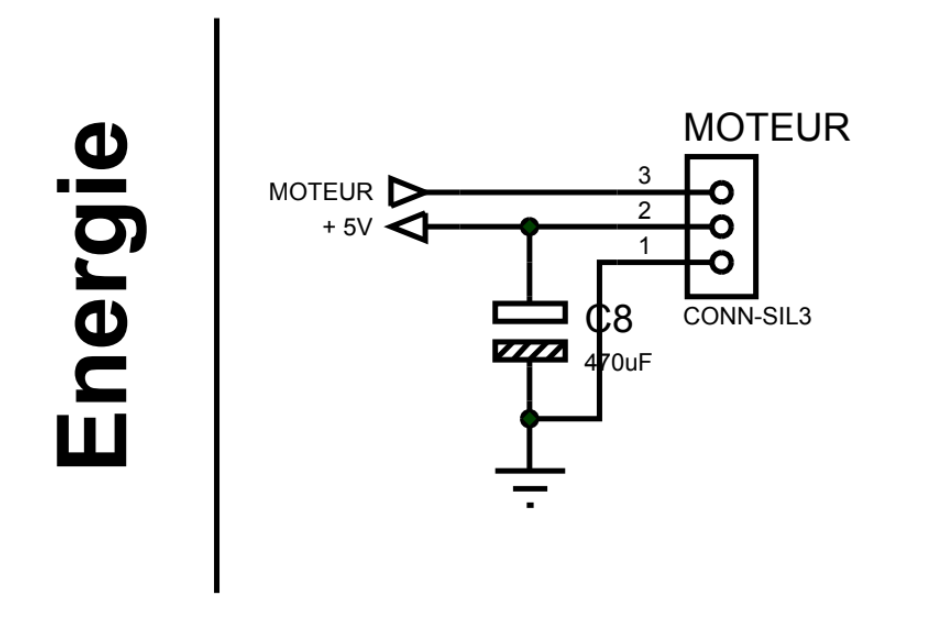 Energie
MOTEUR
MOTEUR
3
+ 5V
2
1
C8
CONN-SIL3
470uF